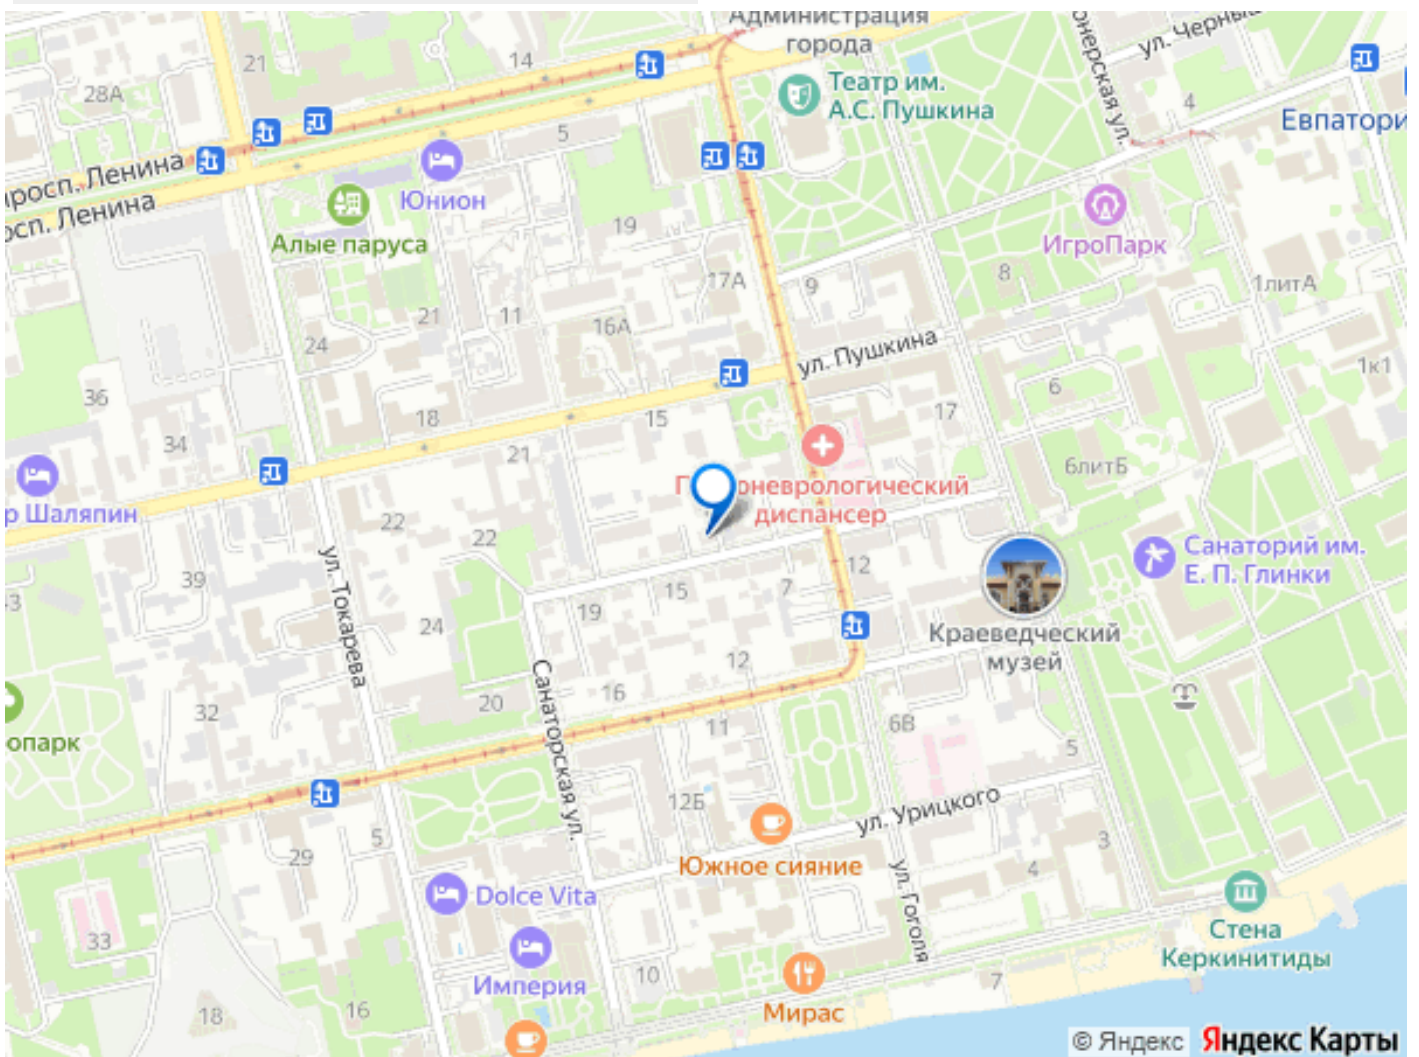 Администрация
города
ул. Черны
онерская ул.
21
14
28А
Театр им.
А.С. Пушкина
4
Евпатори
5
просп. Ленина
осп. Ленина
Юнион
Алые паруса
19
ИгроПарк
17А
9
8
1литА
21
11
16А
24
ул. Пушкина
1к1
36
6
18
15
17
34
21
6литБ
р Шаляпин
оневрологический
диспансер
22
22
ул. Токарева
Санаторий им.
Е. П. Глинки
39
12
3
15
7
19
24
Краеведческий
музей
12
16
20
Санаторская ул.
32
11
6В
опарк
5
12Б
ул. Урицкого
5
29
3
Южное сияние
4
ул. Гоголя
Dolce Vita
33
Стена
Керкинитиды
10
7
Империя
16
18
Мирас
© Яндекс
Яндекс Карты